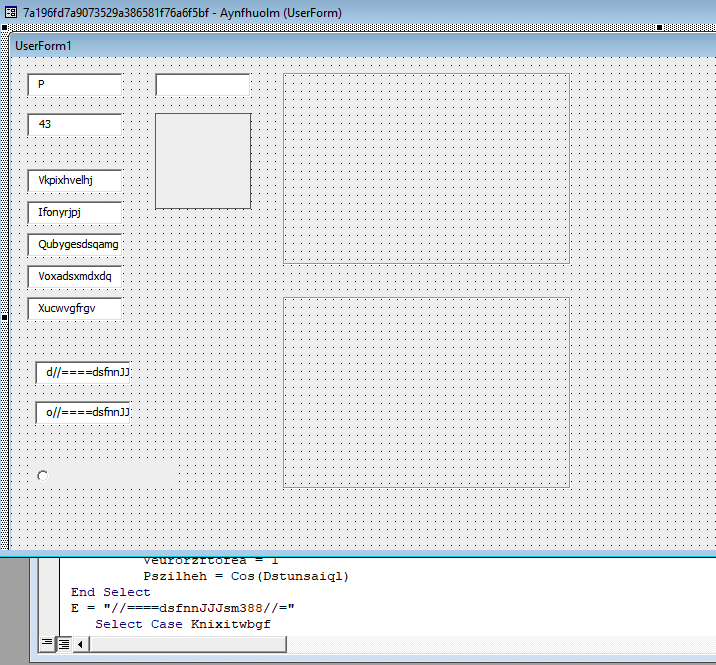 7a196fd7a9073529a386581f76a6f5bf - Aynfhuolm (UserForm)
UserForm1
P
43
Vkpixhvelhj
Ifonyrjpj
Qubygesdsqamg
Voxadsxmdxdq
Xucwvgfrgv
d//====dsfnnJJ
o//====dsfnnJJ
= 1
Pszilheh = Cos(Dstunsaiql)
End Select
E = "//====dsfnnJJJsm388//="
Select Case Knixitwbgf